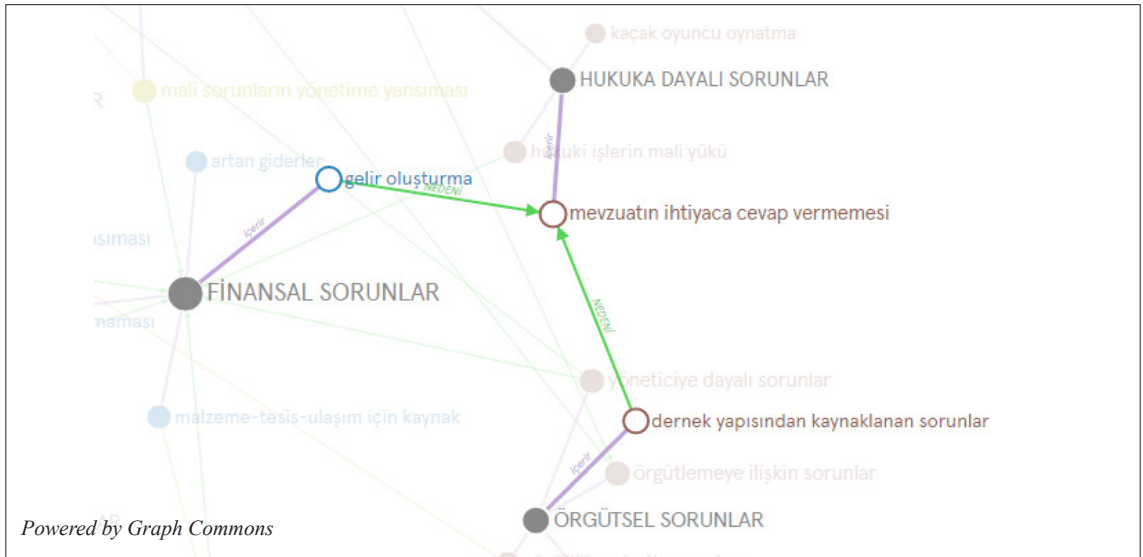 kaçak oyuncu oynatma
HUKUKA DAYALI SORUNLAR
mali sorunların yönetime yansıması
R
içerir
artan giderler
hukuki işlerin mali yükü
gelir oluşturma
NEDENİ
mevzuatın ihtiyaca cevap vermemesi
içerir
nsıması
FİNANSAL SORUNLAR
maması
NEDENİ
yöneticiye dayalı sorunlar
malzeme-tesis-ulaşım için kaynak
dernek yapısından kaynaklanan sorunlar
içerir
örgütlemeye ilişkin sorunlar
ÖRGÜTSEL SORUNLAR
Powered by Graph Commons